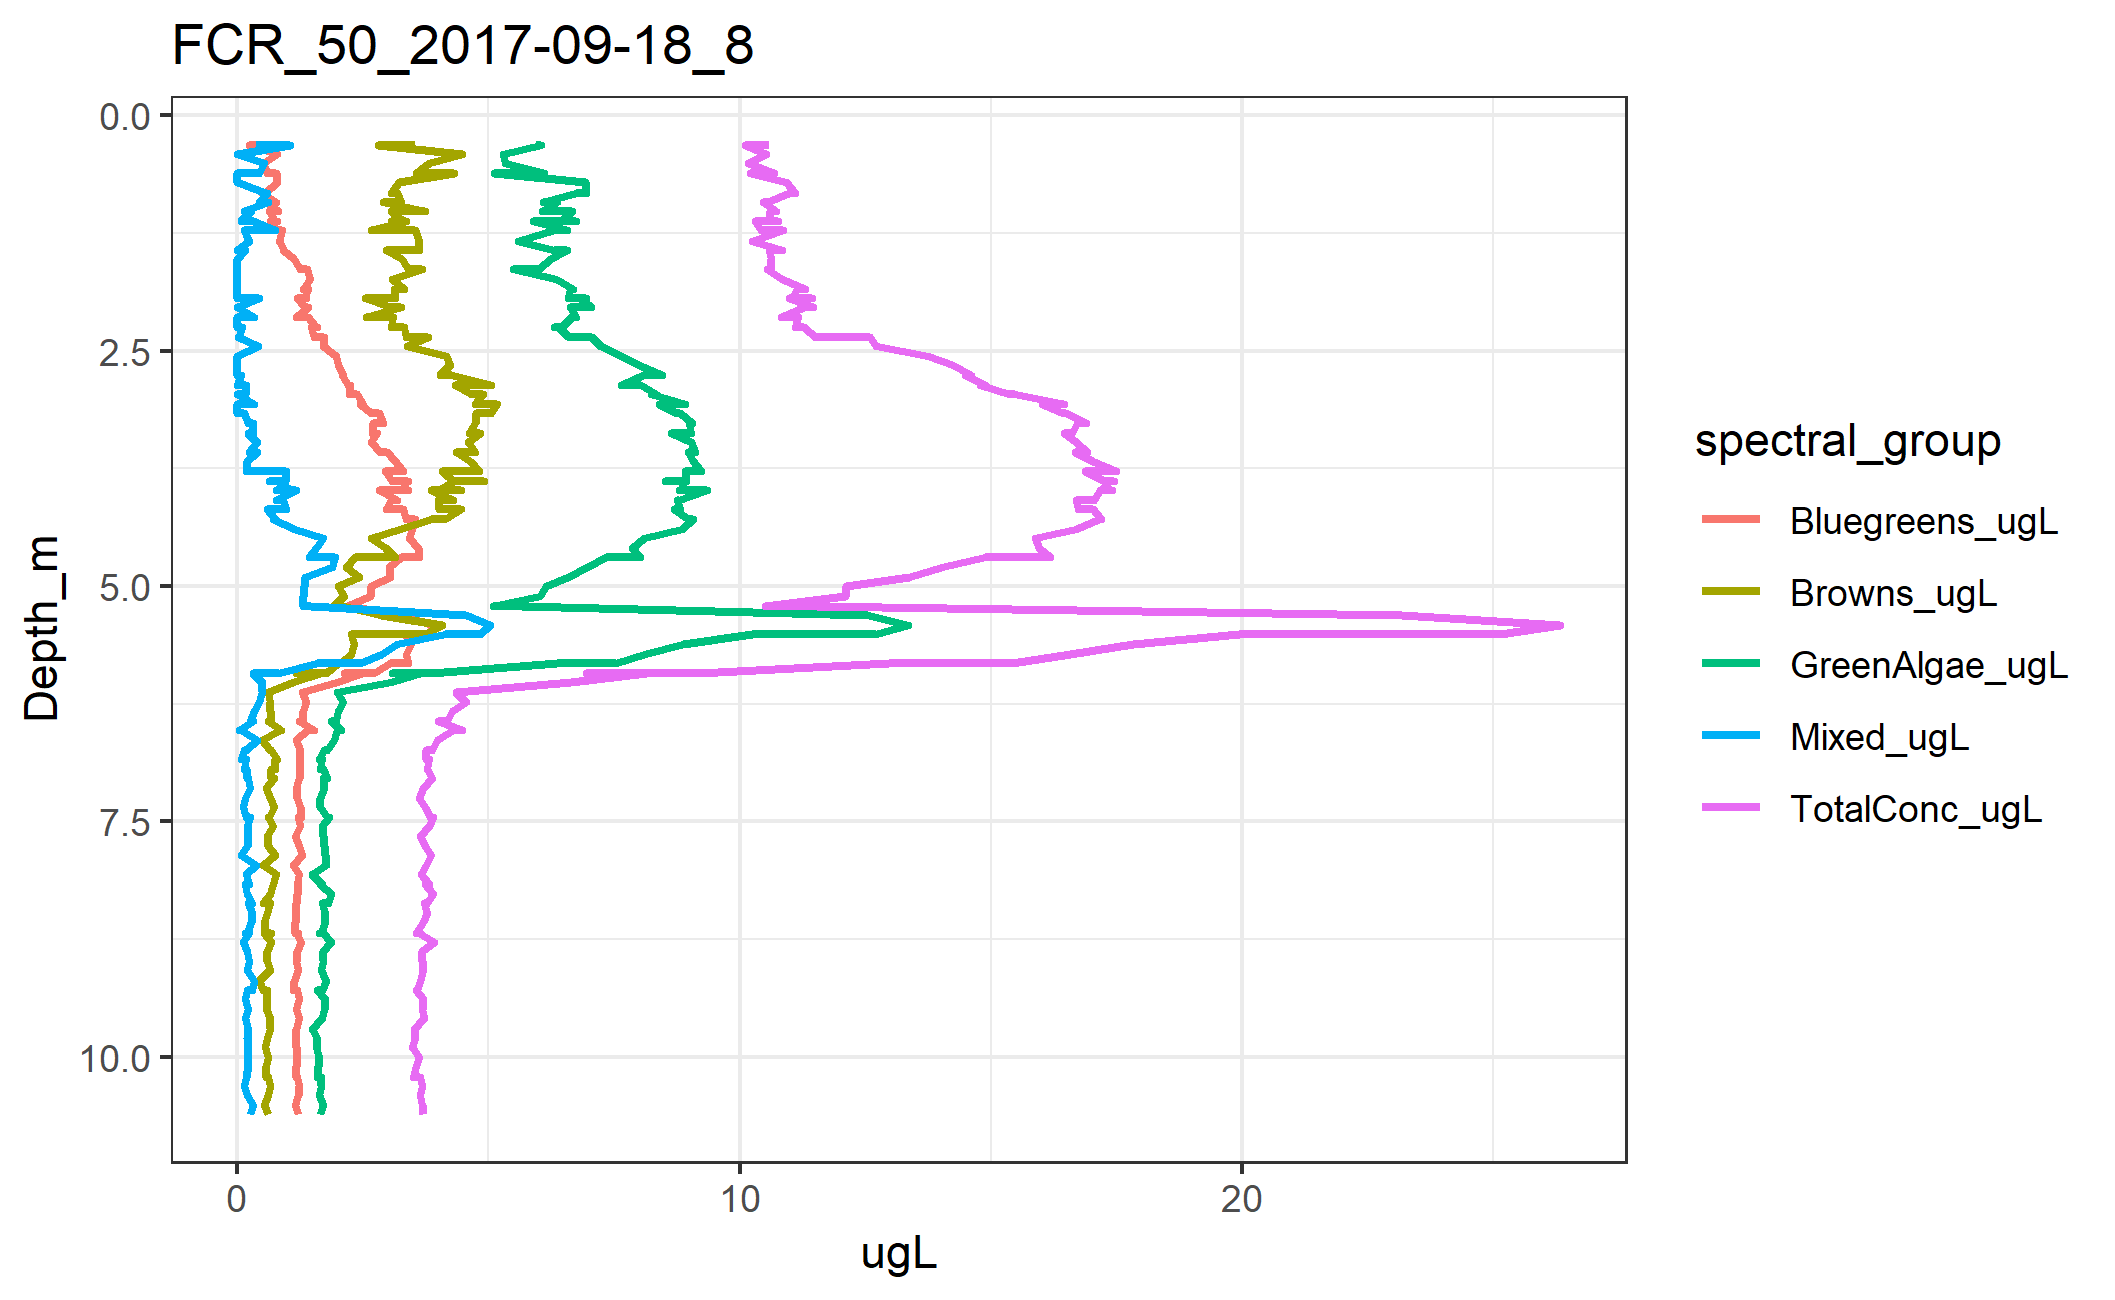 FCR_50_2017-09-18_8
0.0
2.5
5.0
7.5
10.0
Depth_m
0 10 20
ugL
spectral_group
Bluegreens_ugL
Browns_ugL
GreenAlgae_ugL
Mixed_ugL
TotalConc_ugL